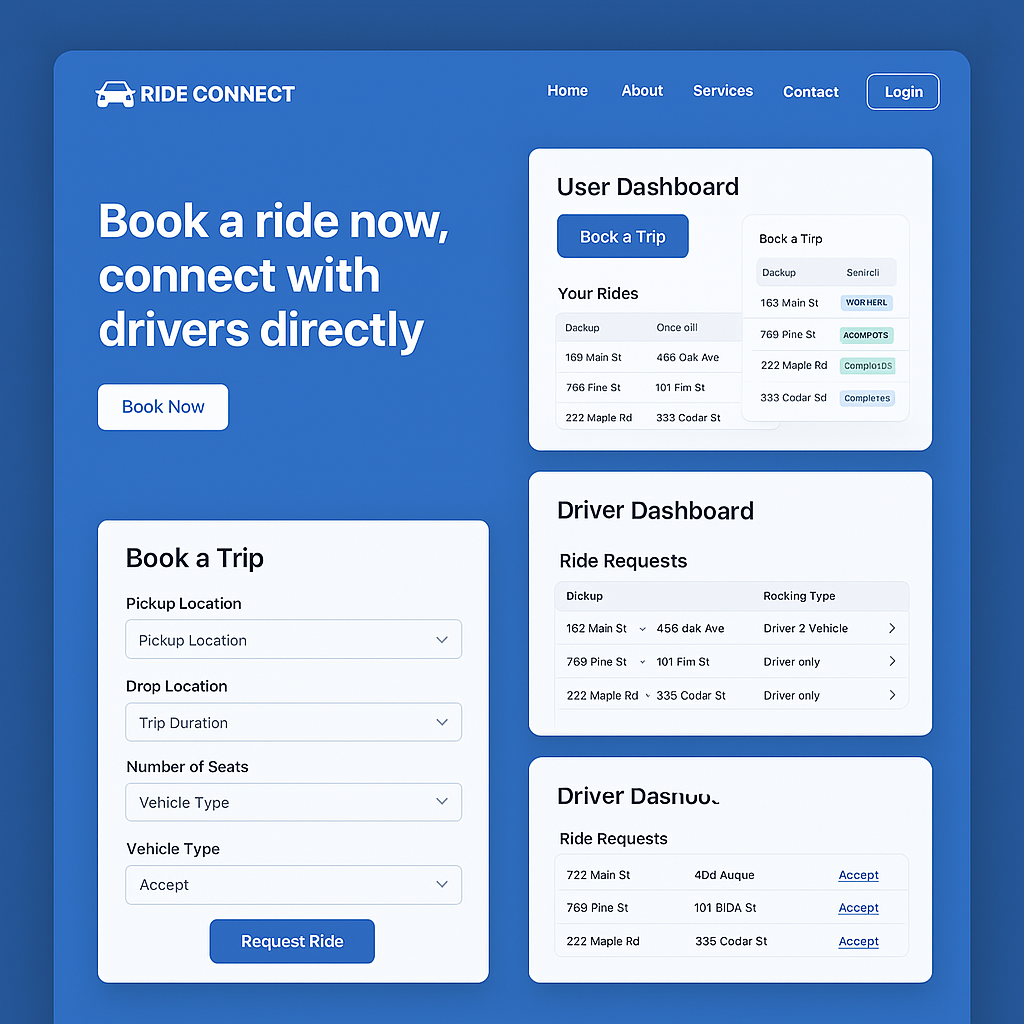 RIDE CONNECT
Home About Services Contact Login
Book a ride now,
connect with
drivers directly
Book Now
Book a Trip
Pickup Location
Pickup Location
Drop Location
Trip Duration
Number of Seats
Vehicle Type
Vehicle Type
Accept
Request Ride
User Dashboard
Book a Trip
Your Rides
Dackup Once oill
169 Main St 466 Oak Ave
766 Fine St 101 Fim St
222 Maple Rd 333 Codar St
Bock a Tirp
Dackup Senircli
163 Main St WORHERL
769 Pine St ACOMPOTS
222 Maple Rd ComploıDS
333 Codar Sd Compleтes
Driver Dashboard
Ride Requests
Dickup Rocking Type
162 Main St 456 dak Ave Driver 2 Vehicle
769 Pine St 101 Fim St Driver only
222 Maple Rd 335 Codar St Driver only
Driver
Ride Requests
722 Main St 4Dd Auque Accept
769 Pine St 101 BIDA St Accept
222 Maple Rd 335 Codar St Accept